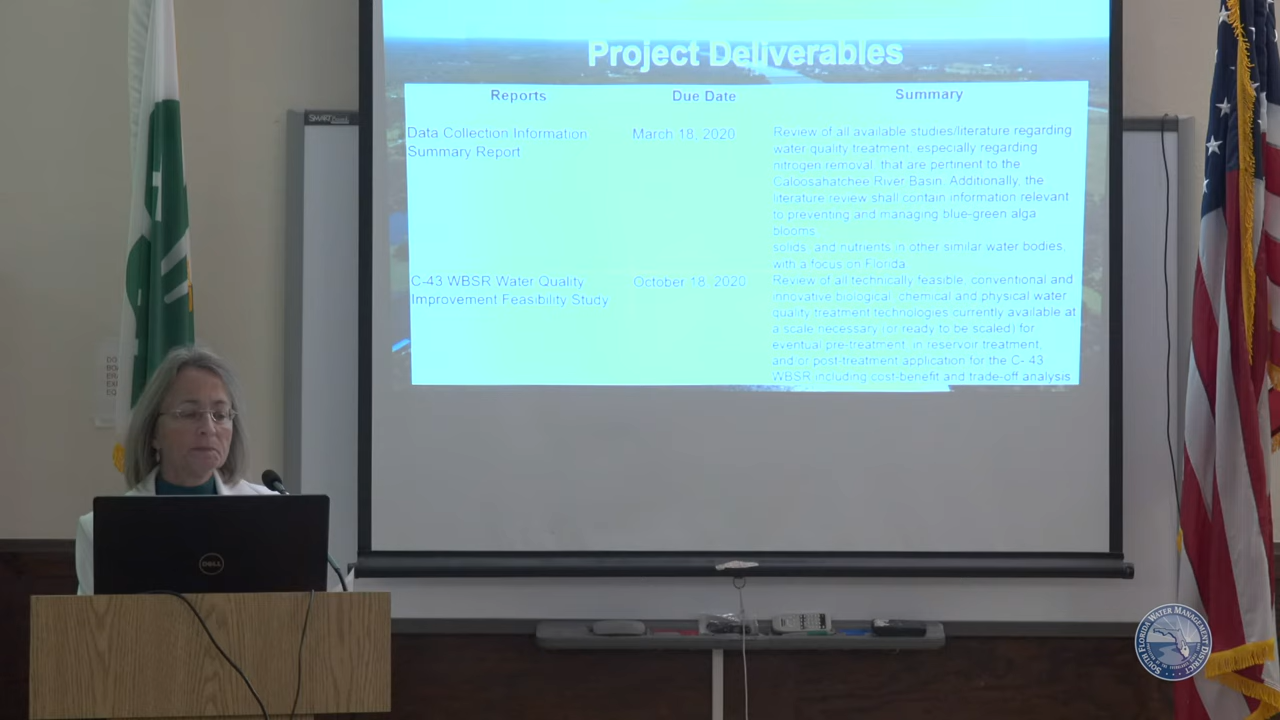 Project Deliverables
Reports Due Date Summary
Data Collection Information
Summary Report
March 18, 2020
Review of all available studies/literature regarding
water quality treatment, especially regarding
nitrogen removal, that are pertinent to the
Caloosahatchee River Basin. Additionally, the
literature review shall contain information relevant
to preventing and managing blue-green alga
blooms,
solids, and nutrients in other similar water bodies,
with a focus on Florida
C-43 WBSR Water Quality
Improvement Feasibility Study
October 18, 2020
Review of all technically feasible, conventional and
innovative biological, chemical and physical water
quality treatment technologies currently available at
a scale necessary (or ready to be scaled) for
eventual pre-treatment, in reservoir treatment,
and/or post-treatment application for the C- 43
WBSR including cost-benefit and trade-off analysis
SMART
DELL
SOUTH FLORIDA WATER MANAGEMENT DISTRICT